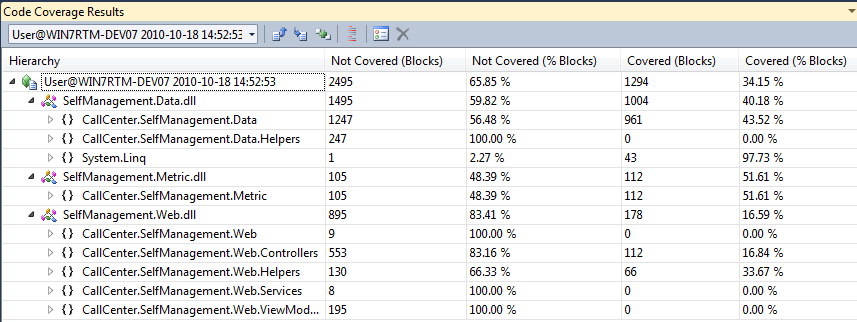 Code Coverage Results
User@WIN7RTM-DEV07 2010-10-18 14:52:53
Hierarchy Not Covered (Blocks) Not Covered (% Blocks) Covered (Blocks) Covered (% Blocks)
User@WIN7RTM-DEV07 2010-10-18 14:52:53 2495 65.85 % 1294 34.15 %
SelfManagement.Data.dll 1495 59.82 % 1004 40.18 %
{} CallCenter.SelfManagement.Data 1247 56.48 % 961 43.52 %
{} CallCenter.SelfManagement.Data.Helpers 247 100.00 % 0 0.00 %
{} System.Linq 1 2.27 % 43 97.73 %
SelfManagement.Metric.dll 105 48.39 % 112 51.61 %
{} CallCenter.SelfManagement.Metric 105 48.39 % 112 51.61 %
SelfManagement.Web.dll 895 83.41 % 178 16.59 %
{} CallCenter.SelfManagement.Web 9 100.00 % 0 0.00 %
{} CallCenter.SelfManagement.Web.Controllers 553 83.16 % 112 16.84 %
{} CallCenter.SelfManagement.Web.Helpers 130 66.33 % 66 33.67 %
{} CallCenter.SelfManagement.Web.Services 8 100.00 % 0 0.00 %
{} CallCenter.SelfManagement.Web.ViewMod... 195 100.00 % 0 0.00 %